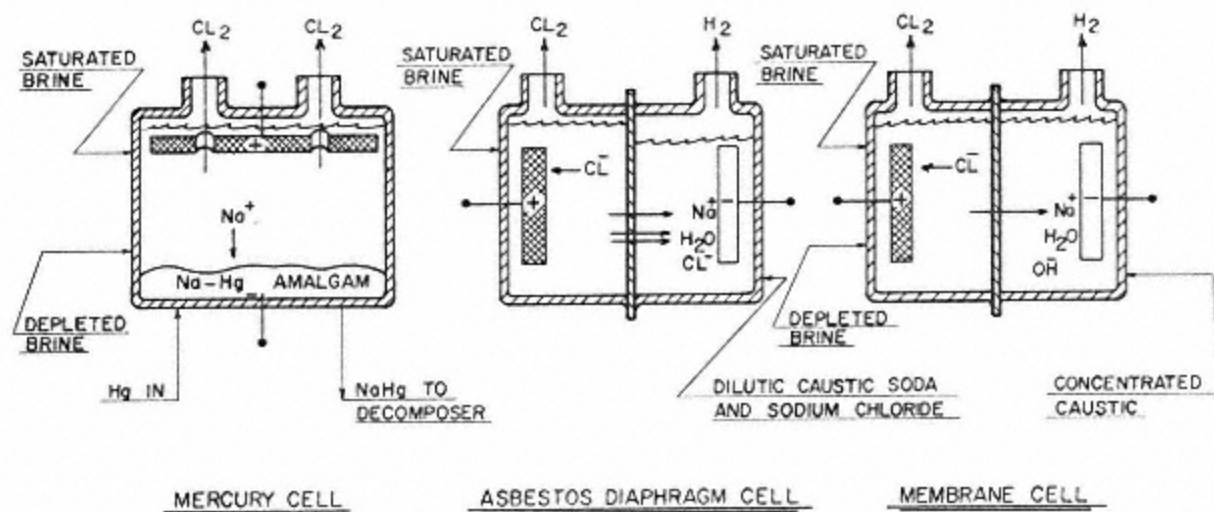 CL2
CL2
SATURATED
BRINE
+
Na+
Na-Hg AMALGAM
-
DEPLETED
BRINE
Hg IN
NaHg TO
DECOMPOSER
MERCURY CELL
CL2
H2
SATURATED
BRINE
CL-
+
Na+
-
H2O
CL-
DILUTIC CAUSTIC SODA
AND SODIUM CHLORIDE
ASBESTOS DIAPHRAGM CELL
CL2
H2
SATURATED
BRINE
CL-
+
Na+
-
H2O
OH-
DEPLETED
BRINE
CONCENTRATED
CAUSTIC
MEMBRANE CELL